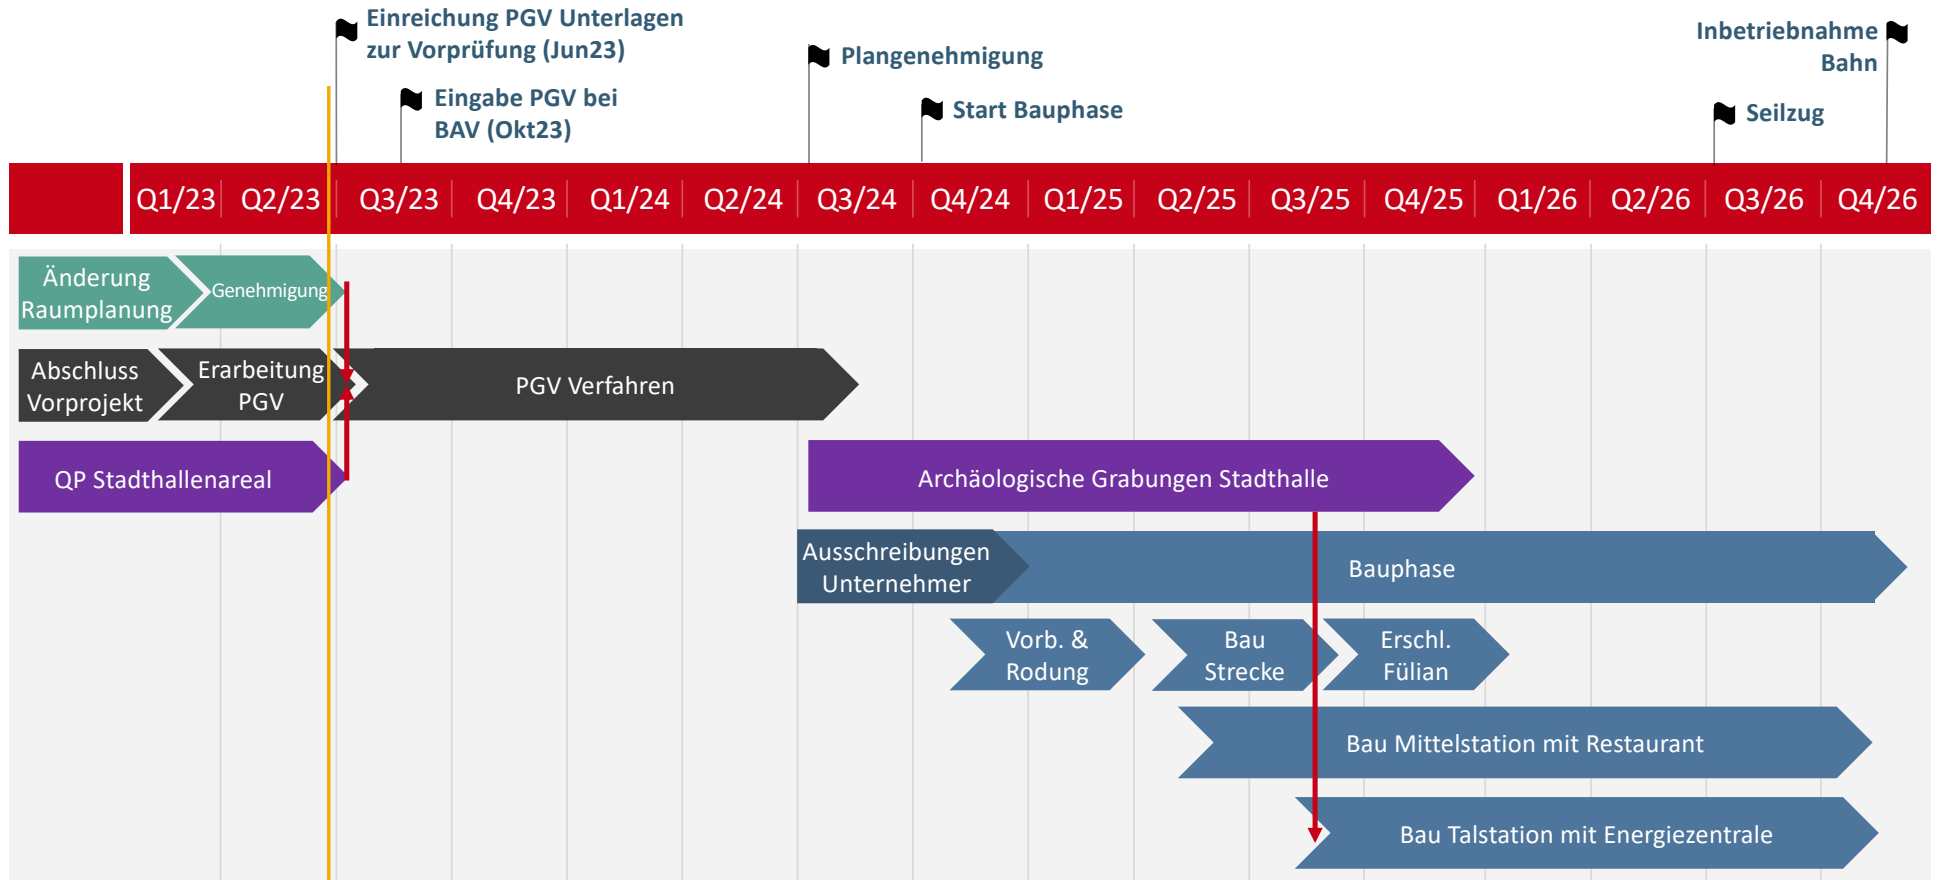 Einreichung PGV Unterlagen
zur Vorprüfung (Jun23)
Eingabe PGV bei
BAV (Okt23)
Plangenehmigung
Start Bauphase
Inbetriebnahme
Bahn
Seilzug
Q1/23 Q2/23 Q3/23 Q4/23 Q1/24 Q2/24 Q3/24 Q4/24 Q1/25 Q2/25 Q3/25 Q4/25 Q1/26 Q2/26 Q3/26 Q4/26
Änderung
Raumplanung
Genehmigung
Abschluss
Vorprojekt
Erarbeitung
PGV
PGV Verfahren
QP Stadthallenareal
Archäologische Grabungen Stadthalle
Ausschreibungen
Unternehmer
Bauphase
Vorb. &
Rodung
Bau
Strecke
Erschl.
Fülian
Bau Mittelstation mit Restaurant
Bau Talstation mit Energiezentrale